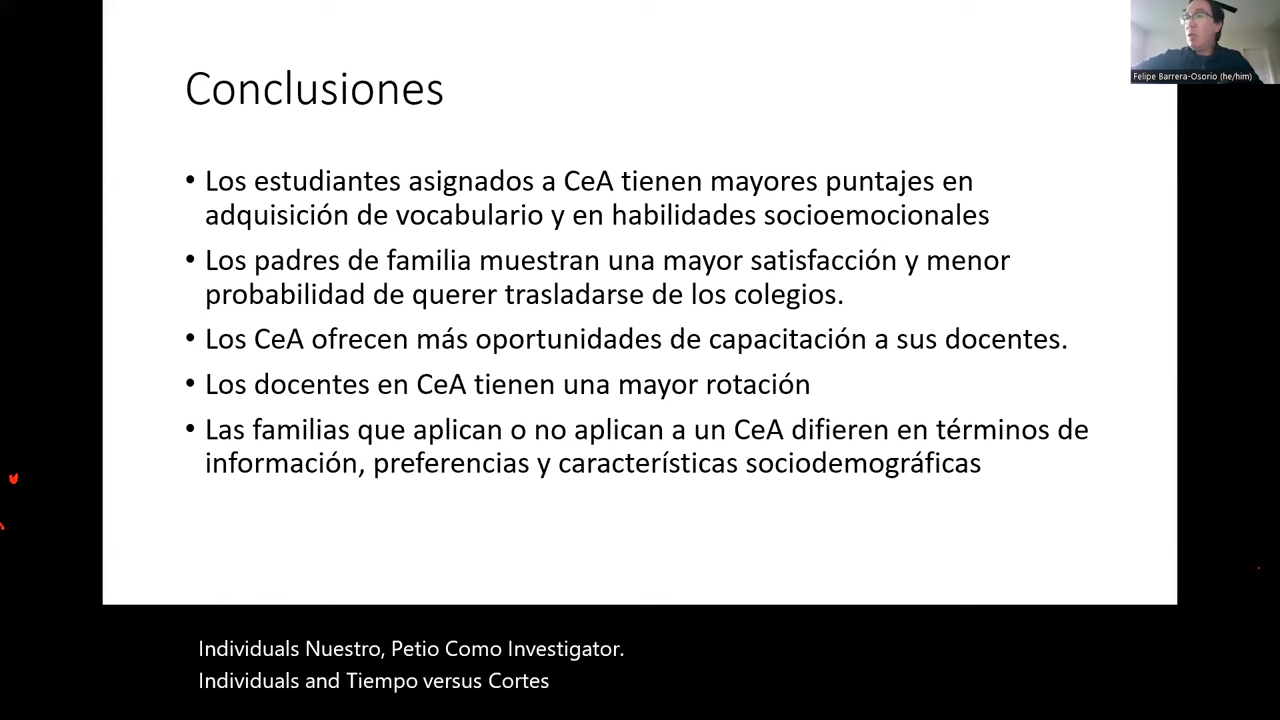 Felipe Barrera-Osorio (he/him)
Conclusiones
• Los estudiantes asignados a CeA tienen mayores puntajes en
adquisición de vocabulario y en habilidades socioemocionales
• Los padres de familia muestran una mayor satisfacción y menor
probabilidad de querer trasladarse de los colegios.
• Los CeA ofrecen más oportunidades de capacitación a sus docentes.
• Los docentes en CeA tienen una mayor rotación
• Las familias que aplican o no aplican a un CeA difieren en términos de
información, preferencias y características sociodemográficas
Individuals Nuestro, Petio Como Investigator.
Individuals and Tiempo versus Cortes